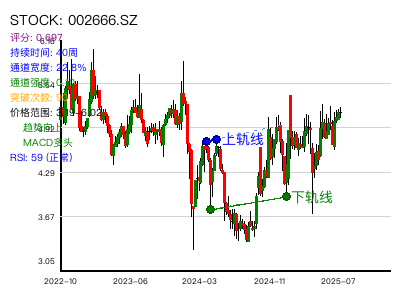 STOCK: 002666.SZ
评分: 0.697
持续时间: 40周
通道宽度: 22.8%
通道强度:
突破次数:
价格范围: 3.
趋势:
MACD多头
RSI: 59 (正常)
上轨线
下轨线
4.29
3.67
3.05
2022-10
2023-06
2024-03
2024-11
2025-07